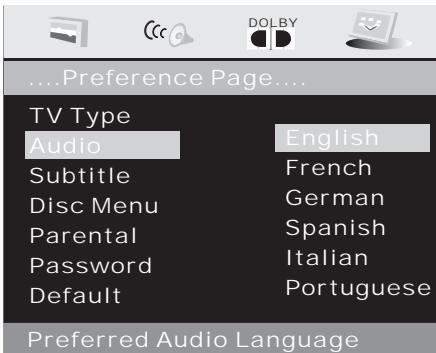 DOLBY
....Preference Page....
TV Type
Audio
Subtitle
Disc Menu
Parental
Password
Default
English
French
German
Spanish
Italian
Portuguese
Preferred Audio Language